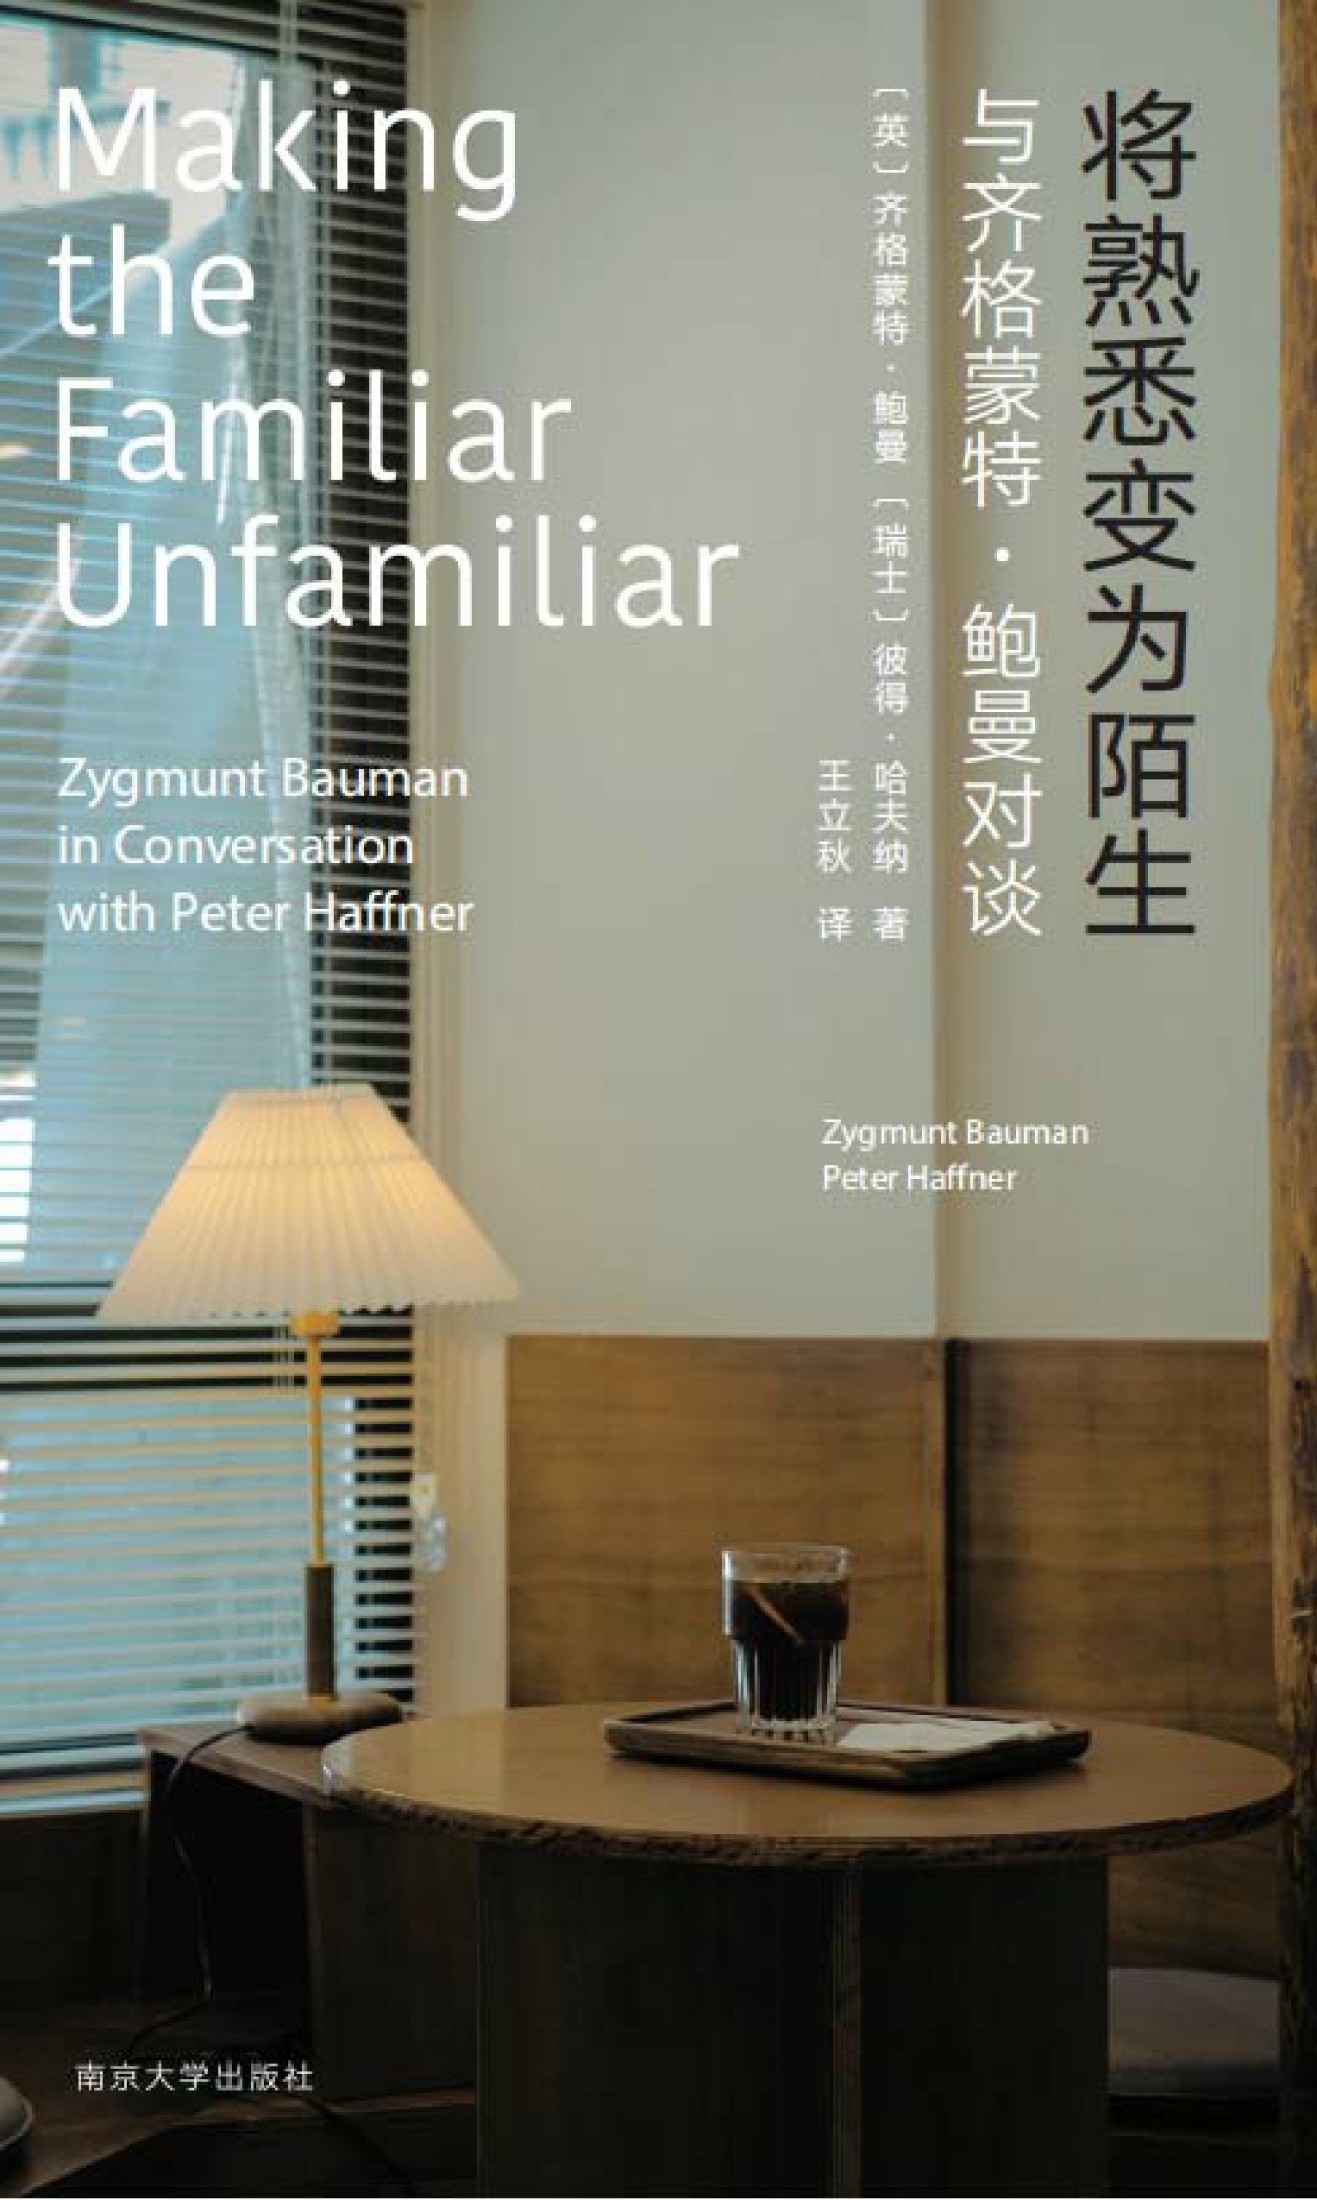 Making
the
Familiar
Unfamiliar
Zygmunt Bauman
in Conversation
with Peter Haffner
将熟悉变为陌生
与齐格蒙特·鲍曼对谈
〔英〕齐格蒙特·鲍曼 〔瑞士〕彼得·哈夫纳 著
王立秋 译
Zygmunt Bauman
Peter Haffner
南京大学出版社